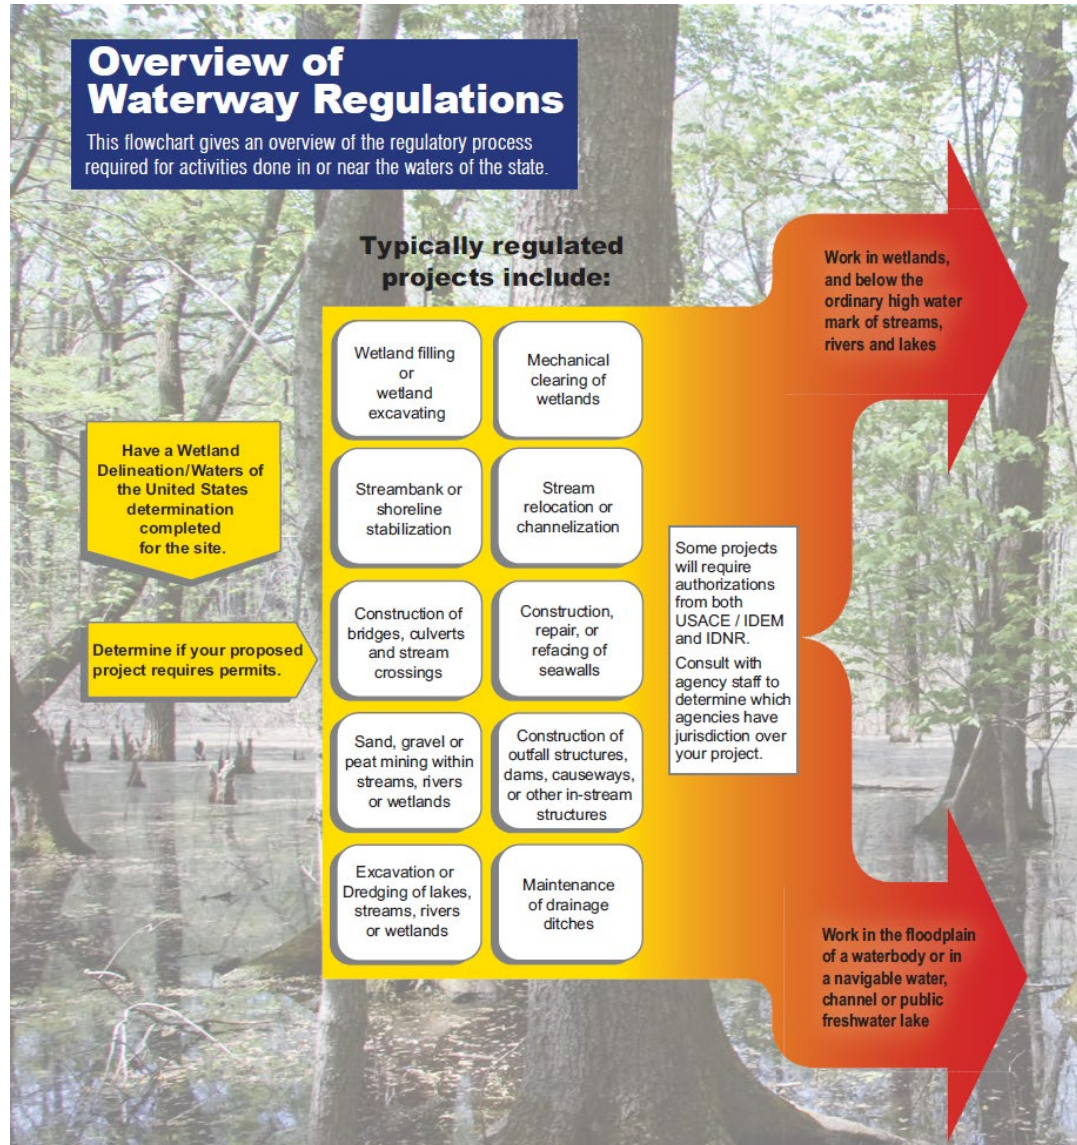 Overview of
Waterway Regulations
This flowchart gives an overview of the regulatory process
required for activities done in or near the waters of the state.
Typically regulated
projects include:
Have a Wetland
Delineation/Waters of
the United States
determination
completed
for the site.
Determine if your proposed
project requires permits.
Wetland filling
or
wetland
excavating
Mechanical
clearing of
wetlands
Streambank or
shoreline
stabilization
Stream
relocation or
channelization
Construction of
bridges, culverts
and stream
crossings
Construction,
repair, or
refacing of
seawalls
Sand, gravel or
peat mining within
streams, rivers
or wetlands
Construction of
outfall structures,
dams, causeways,
or other in-stream
structures
Excavation or
Dredging of lakes,
streams, rivers
or wetlands
Maintenance
of drainage
ditches
Some projects
will require
authorizations
from both
USACE / IDEM
and IDNR.
Consult with
agency staff to
determine which
agencies have
jurisdiction over
your project.
Work in wetlands,
and below the
ordinary high water
mark of streams,
rivers and lakes
Work in the floodplain
of a waterbody or in
a navigable water,
channel or public
freshwater lake